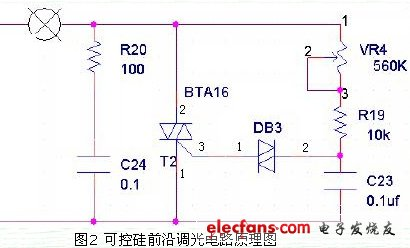 1
R20
100
2
VR4
560K
BTA16
2
3
R19
10k
DB3
3
1
2
T2
1
C24
0.1
C23
0.1uf
图2 可控硅前沿调光电路原理图
elecfans.com 电子发烧友